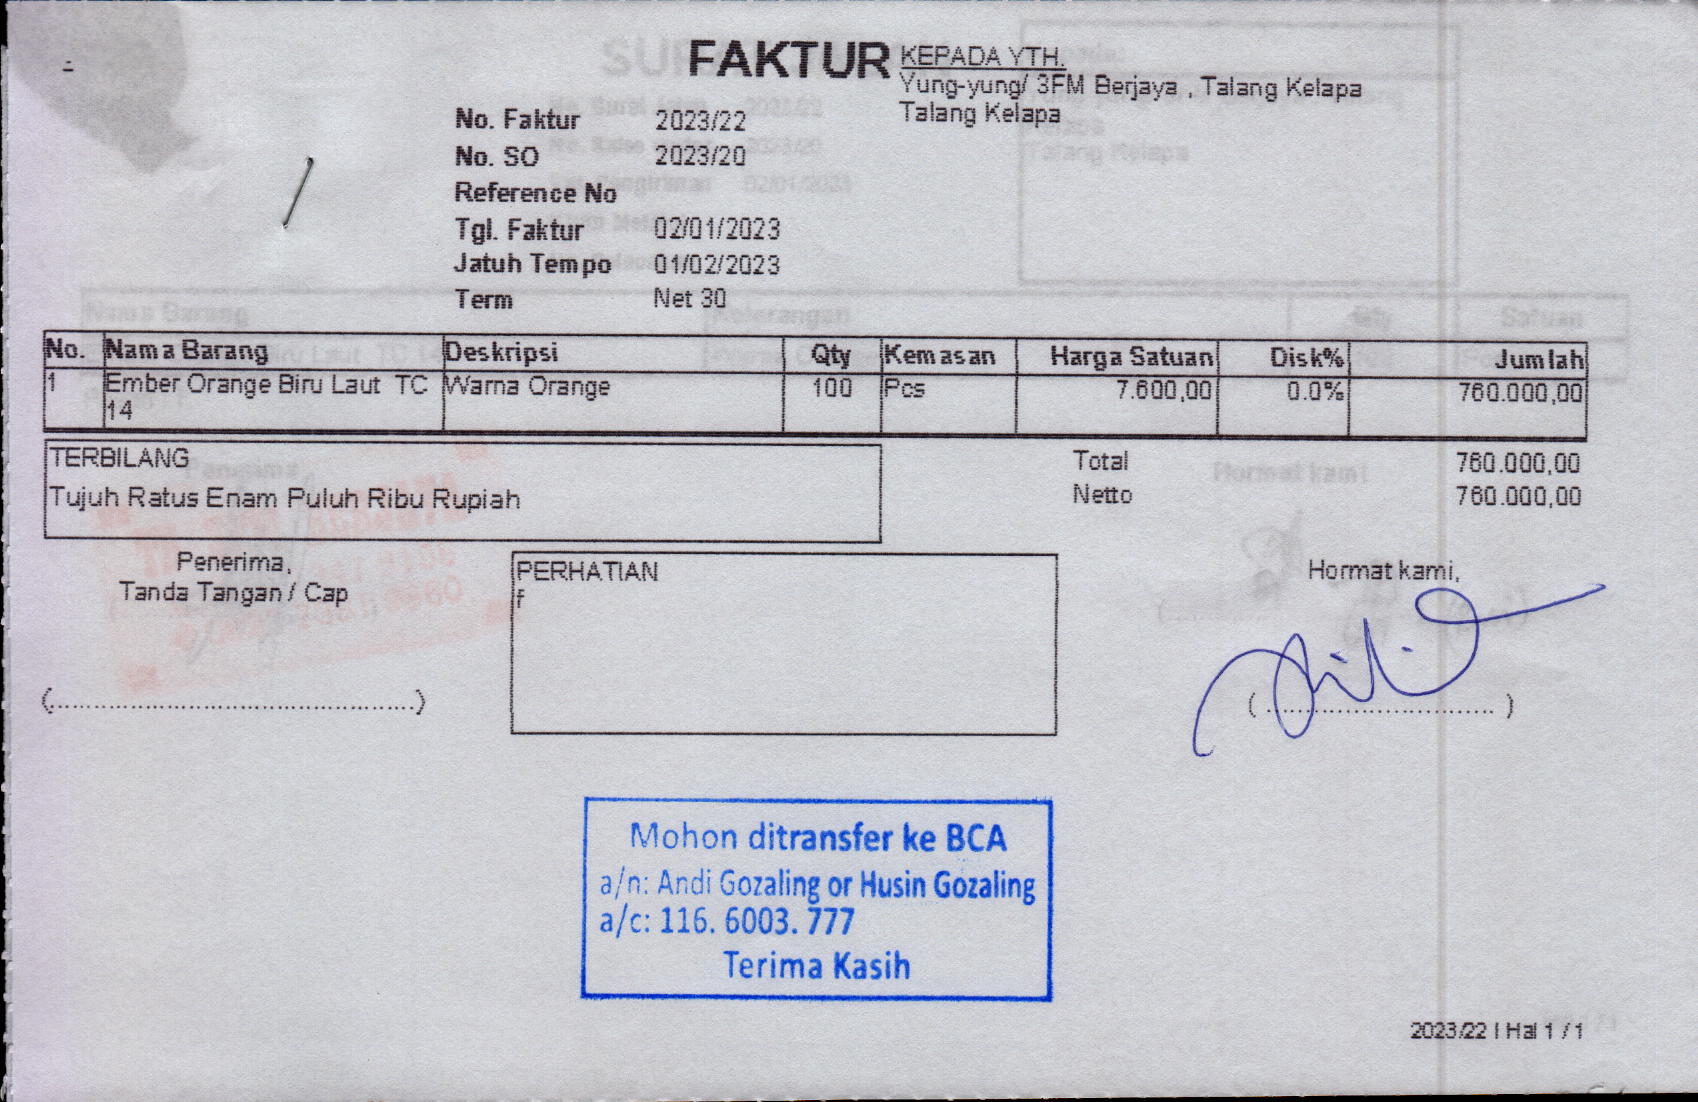 FAKTUR
KEPADA YTH.
Yung-yung/ 3FM Berjaya , Talang Kelapa
Talang Kelapa
No. Faktur 2023/22
No. SO 2023/20
Reference No
Tgl. Faktur 02/01/2023
Jatuh Tempo 01/02/2023
Term Net 30
No. Nama Barang Deskripsi Qty Kemasan Harga Satuan Disk% Jumlah
1 Ember Orange Biru Laut TC Warna Orange 100 Pcs 7.600,00 0.0% 760.000,00
14
TERBILANG
Tujuh Ratus Enam Puluh Ribu Rupiah
Total 760.000,00
Netto 760.000,00
Penerima,
Tanda Tangan / Cap
PERHATIAN
f
Hormat kami,
(..........................................)
( .......................... )
Mohon ditransfer ke BCA
a/n: Andi Gozaling or Husin Gozaling
a/c: 116. 6003. 777
Terima Kasih
2023/22 | Hal 1 / 1